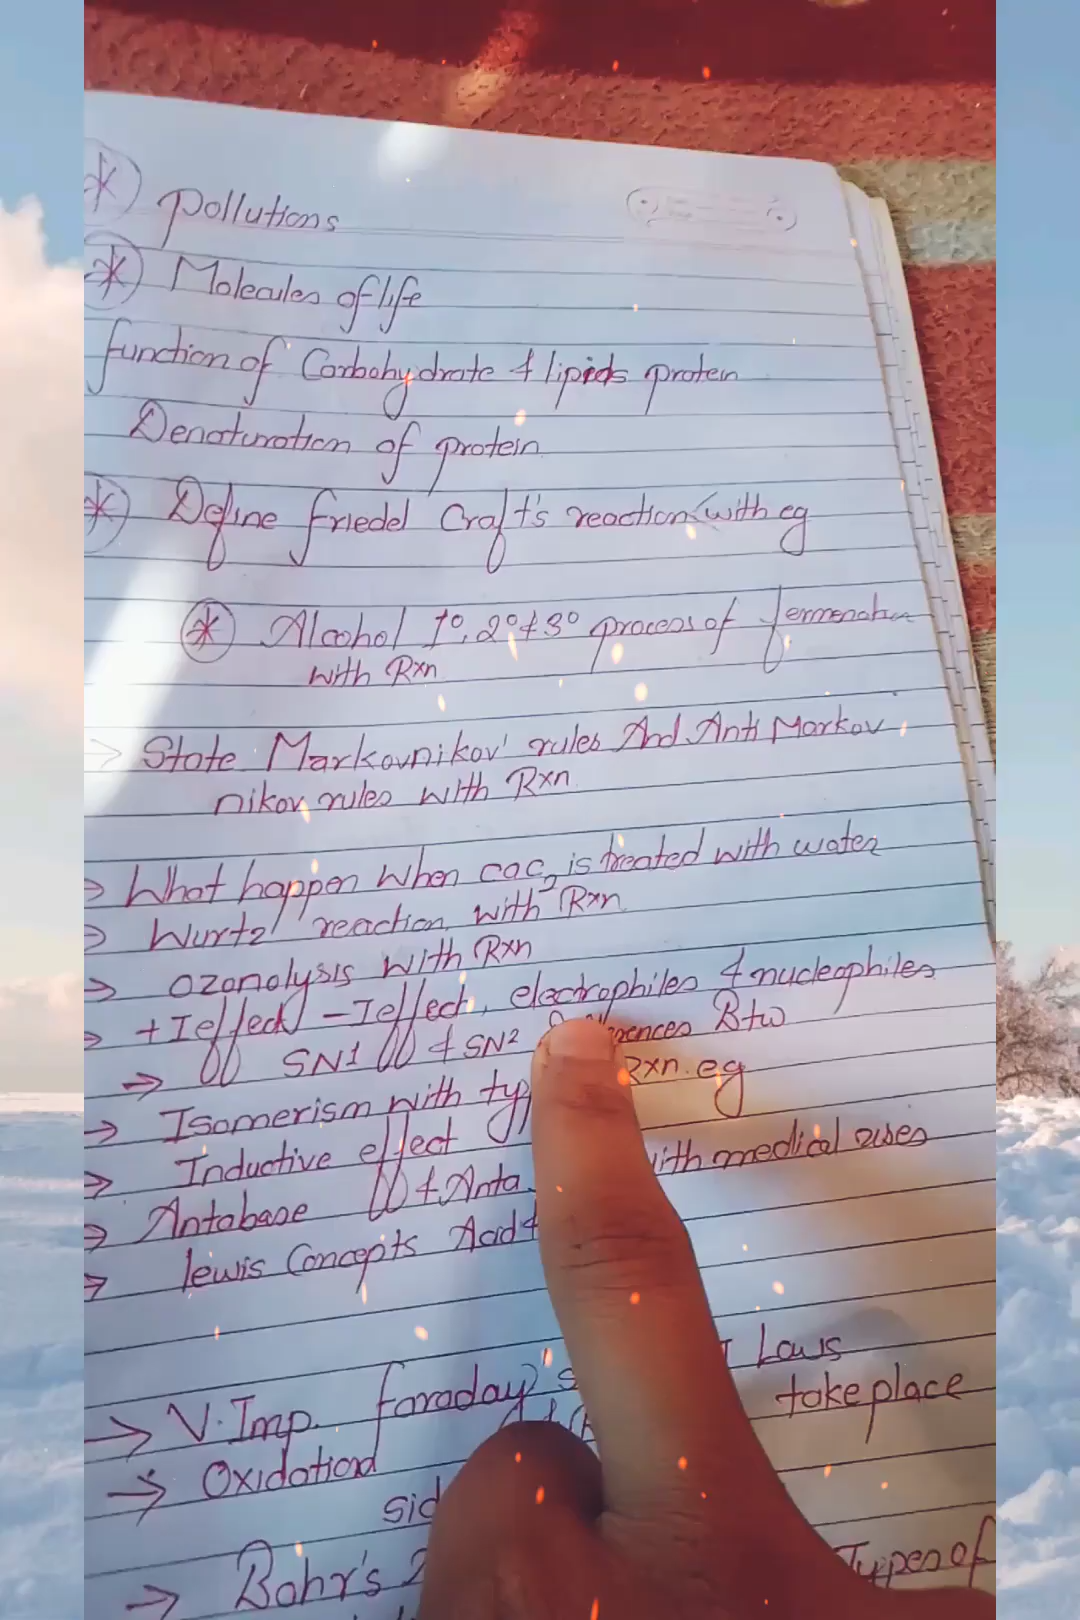 Pollutions
Molecules of life
function of Carbohydrate & lipids protein
Denaturation of protein
Define Friedel Craft's reaction with eg
Alcohol 1°, 2° & 3° process of
with Rxn
State Markovnikov' rules And Anti Markov
nikov rules with Rxn.
What happen when cac2 is treated with water
Wurtz' reaction with Rxn
ozonalysis with Rxn
+I effect, -I effect, electrophiles & nucleophiles
SN1 & SN2 Btw
Isomerism with Rxn. eg
Inductive effect
Antabase & Anta with medical uses
lewis Concepts Acid &
V. Imp. faraday's Laws
Oxidation take place
Bohr's Types of